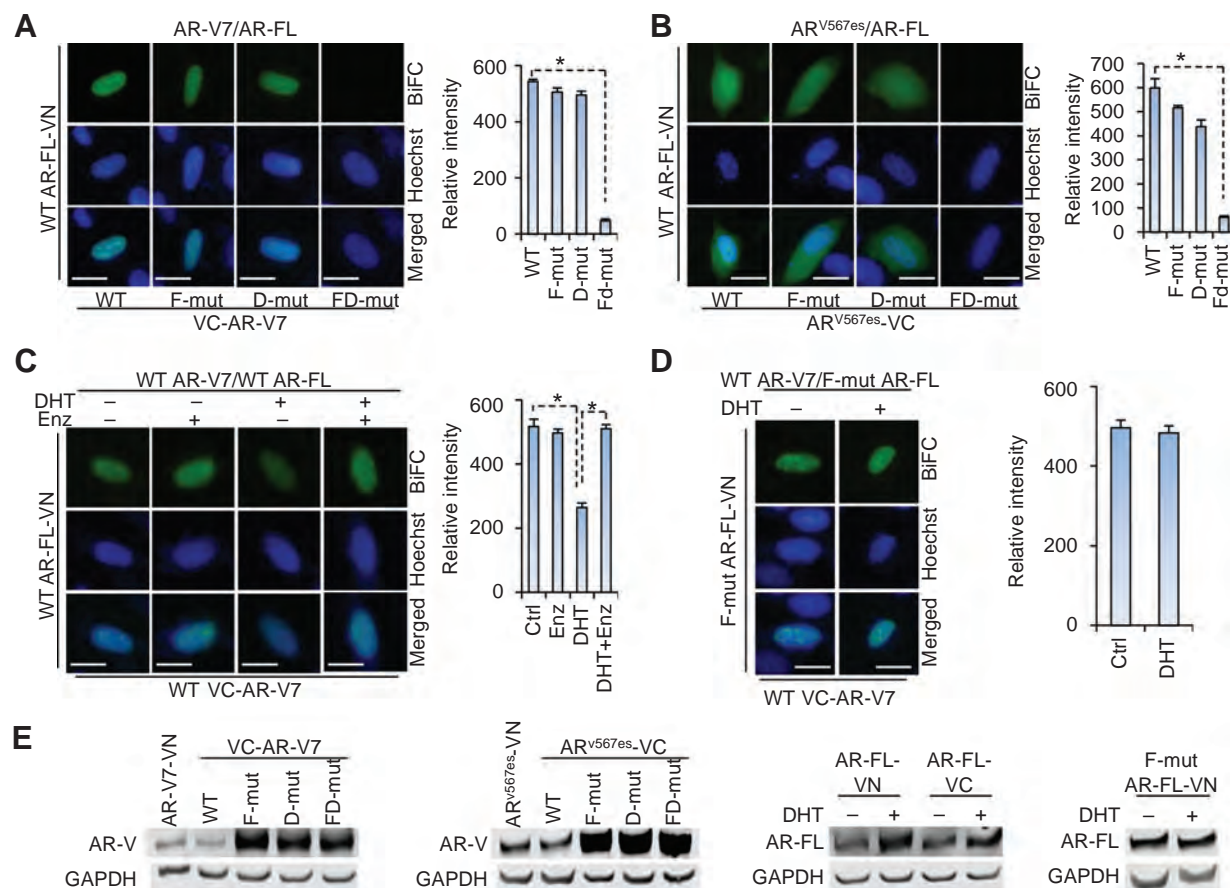 A
AR-V7/AR-FL
WT AR-FL-VN
BiFC
Hoechst
Merged
WT F-mut D-mut FD-mut
VC-AR-V7
Relative intensity
600
400
200
0
*
WT
F-mut
D-mut
Fd-mut
B
ARV567es/AR-FL
WT AR-FL-VN
BiFC
Hoechst
Merged
WT F-mut D-mut FD-mut
ARV567es-VC
Relative intensity
700
600
500
400
300
200
100
0
*
WT
F-mut
D-mut
Fd-mut
C
WT AR-V7/WT AR-FL
DHT – – + +
Enz – + – +
WT AR-FL-VN
BiFC
Hoechst
Merged
WT VC-AR-V7
Relative intensity
600
400
200
0
* *
Ctrl
Enz
DHT
DHT+Enz
D
WT AR-V7/F-mut AR-FL
DHT – +
F-mut AR-FL-VN
BiFC
Hoechst
Merged
WT VC-AR-V7
Relative intensity
600
400
200
0
Ctrl
DHT
E
AR-V7-VN
VC-AR-V7
WT
F-mut
D-mut
FD-mut
AR-V
GAPDH
ARv567es-VN
ARv567es-VC
WT
F-mut
D-mut
FD-mut
AR-V
GAPDH
AR-FL-VN
AR-FL-VC
DHT – + – +
AR-FL
GAPDH
F-mut
AR-FL-VN
DHT – +
AR-FL
GAPDH